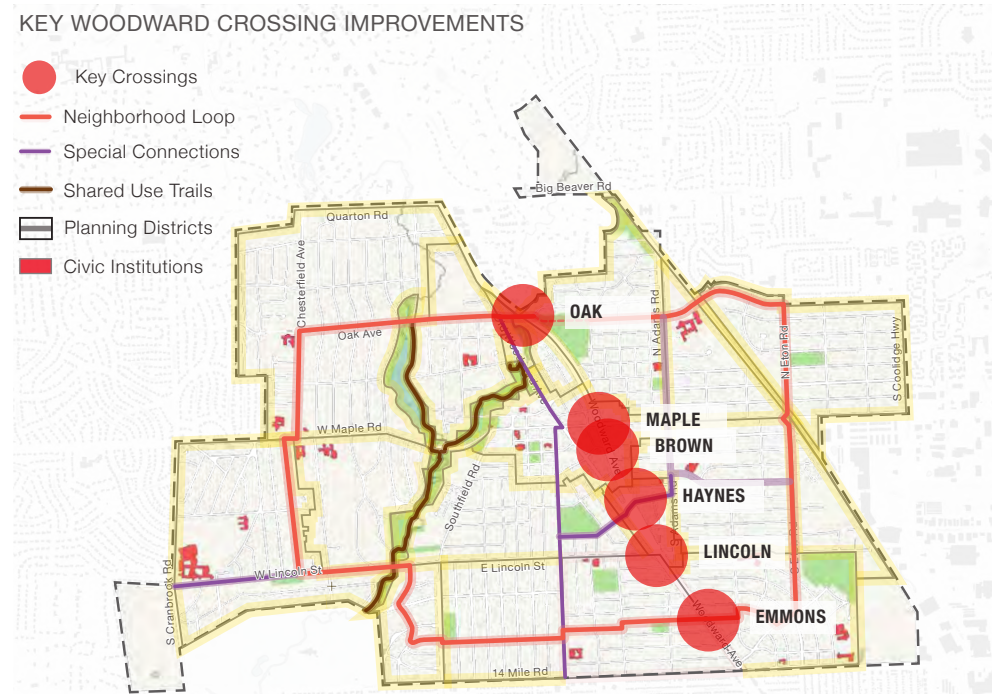 KEY WOODWARD CROSSING IMPROVEMENTS
Key Crossings
Neighborhood Loop
Special Connections
Shared Use Trails
Planning Districts
Civic Institutions
Big Beaver Rd
Quarton Rd
Chesterfield Ave
OAK
N Adams Rd
Oak Ave
N Eton Rd
S Coolidge Hwy
MAPLE
W Maple Rd
Woodward Ave
BROWN
Southfield Rd
HAYNES
LINCOLN
S Cranbrook Rd
W Lincoln St
E Lincoln St
EMMONS
Woodward Ave
14 Mile Rd